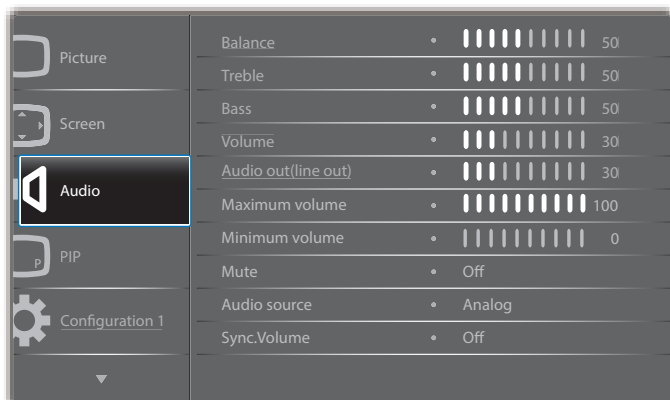 Picture
Screen
Audio
P
PIP
Configuration 1
Balance 50
Treble 50
Bass 50
Volume 30
Audio out(line out) 30
Maximum volume 100
Minimum volume 0
Mute Off
Audio source Analog
Sync.Volume Off